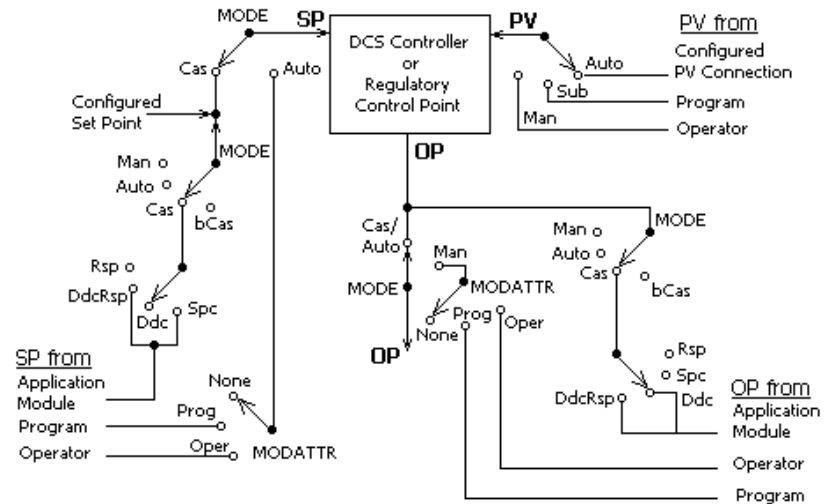 MODE
SP
PV
PV from
DCS Controller
or
Regulatory
Control Point
Configured
PV Connection
Cas
Auto
Auto
Sub
Program
Man
Operator
Configured
Set Point
OP
MODE
Man
Auto
Cas
bCas
Cas/
Auto
MODE
Man
Auto
Cas
bCas
Man
MODATTR
MODE
None
Prog
Oper
OP
Rsp
DdcRsp
Ddc
Spc
Rsp
Spc
Ddc
DdcRsp
SP from
Application
Module
Program
Operator
None
Prog
Oper
MODATTR
OP from
Application
Module
Operator
Program